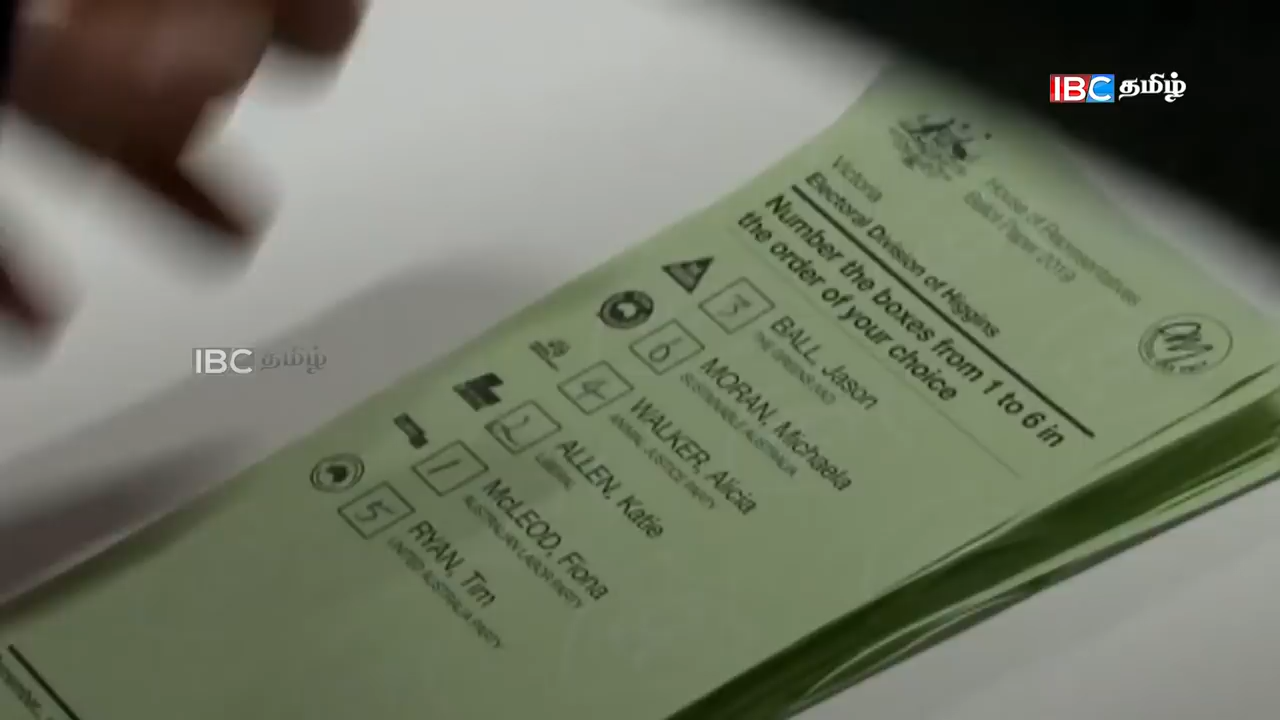 IBC தமிழ்
House of Representatives
Ballot Paper 2019
Victoria
Electoral Division of Higgins
Number the boxes from 1 to 6 in
the order of your choice
3 BALL, Jason
THE GREENS (VIC)
6 MORAN, Michaela
SUSTAINABLE AUSTRALIA
4 WALKER, Alicia
ANIMAL JUSTICE PARTY
2 ALLEN, Katie
LIBERAL
1 McLEOD, Fiona
AUSTRALIAN LABOR PARTY
5 RYAN, Tim
UNITED AUSTRALIA PARTY
IBC தமிழ்